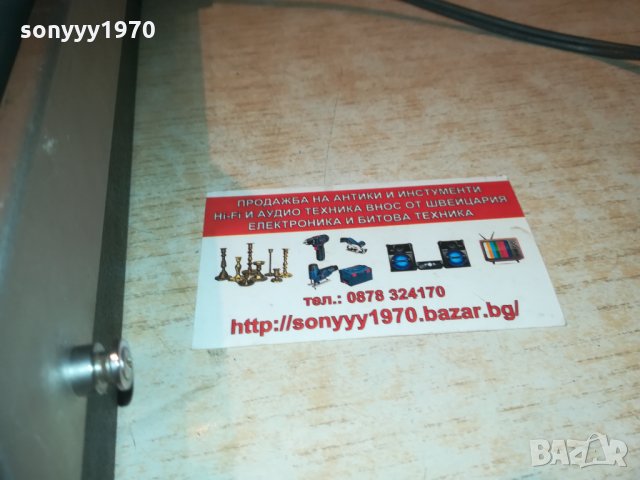 sonyyy1970
ПРОДАЖБА НА АНТИКИ И ИНСТУМЕНТИ
Hi-Fi И АУДИО ТЕХНИКА ВНОС ОТ ШВЕЙЦАРИЯ
ЕЛЕКТРОНИКА И БИТОВА ТЕХНИКА
тел.: 0878 324170
http://sonyyy1970.bazar.bg/
BAZAR